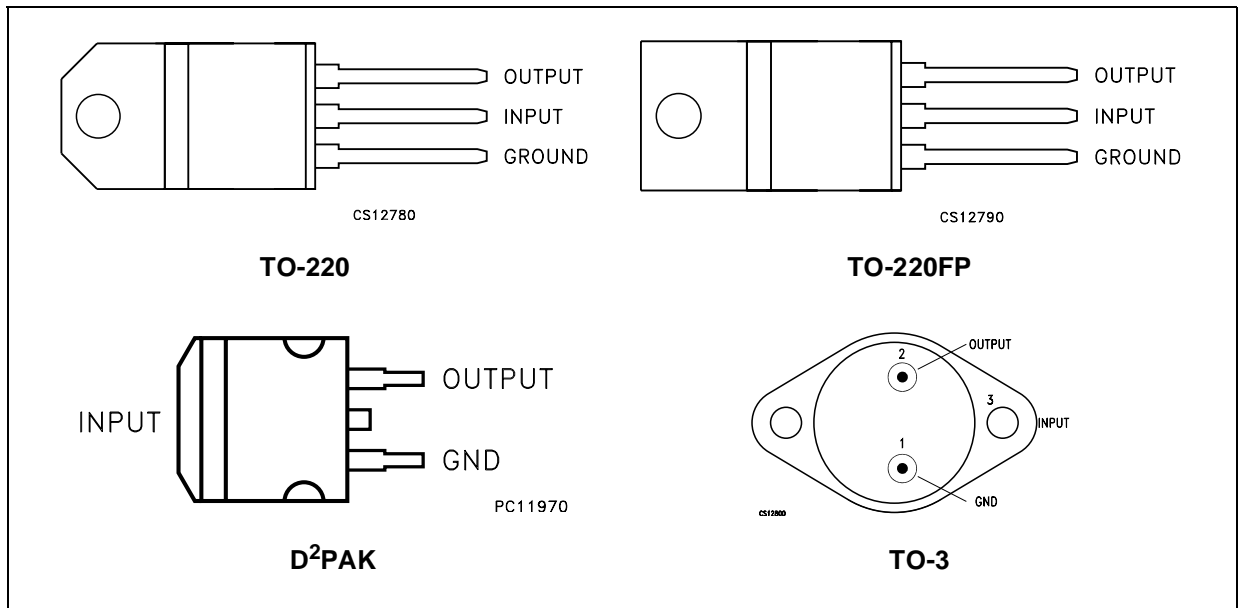 OUTPUT
INPUT
GROUND
CS12780
TO-220
OUTPUT
INPUT
GROUND
CS12790
TO-220FP
INPUT
OUTPUT
GND
PC11970
D²PAK
2
OUTPUT
3
INPUT
1
GND
CS12800
TO-3